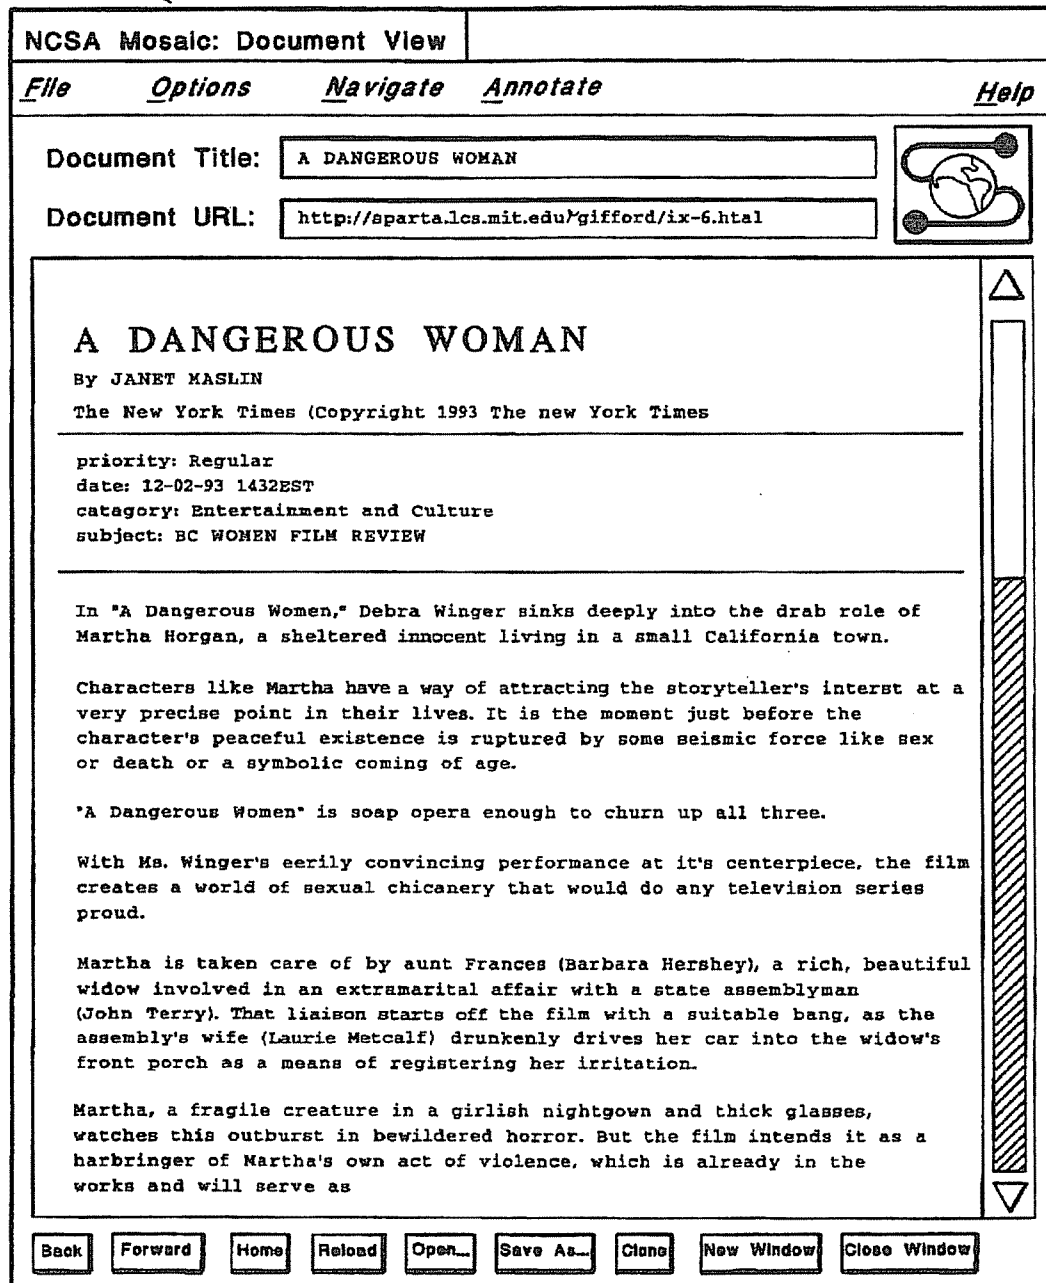 NCSA Mosaic: Document View
File Options Navigate Annotate Help
Document Title: A DANGEROUS WOMAN
Document URL: http://sparta.lcs.mit.edu/gifford/ix-6.htal
A DANGEROUS WOMAN
By JANET MASLIN
The New York Times (Copyright 1993 The new York Times
priority: Regular
date: 12-02-93 1432EST
catagory: Entertainment and Culture
subject: BC WOMEN FILM REVIEW
In "A Dangerous Women," Debra Winger sinks deeply into the drab role of
Martha Horgan, a sheltered innocent living in a small California town.
Characters like Martha have a way of attracting the storyteller's interst at a
very precise point in their lives. It is the moment just before the
character's peaceful existence is ruptured by some seismic force like sex
or death or a symbolic coming of age.
"A Dangerous Women" is soap opera enough to churn up all three.
With Ms. Winger's eerily convincing performance at it's centerpiece, the film
creates a world of sexual chicanery that would do any television series
proud.
Martha is taken care of by aunt Frances (Barbara Hershey), a rich, beautiful
widow involved in an extramarital affair with a state assemblyman
(John Terry). That liaison starts off the film with a suitable bang, as the
assembly's wife (Laurie Metcalf) drunkenly drives her car into the widow's
front porch as a means of registering her irritation.
Martha, a fragile creature in a girlish nightgown and thick glasses,
watches this outburst in bewildered horror. But the film intends it as a
harbringer of Martha's own act of violence, which is already in the
works and will serve as
Back Forward Home Reload Open... Save As... Clone New Window Close Window